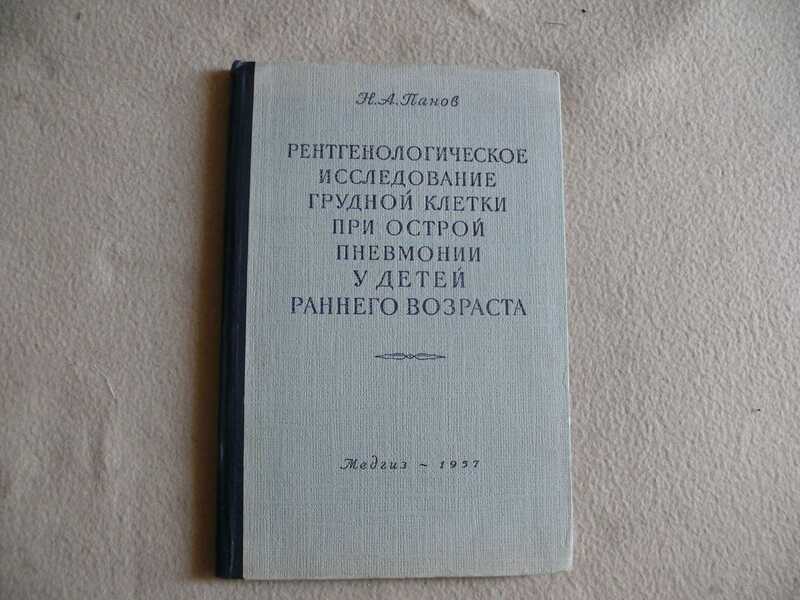 Н.А.Панов
РЕНТГЕНОЛОГИЧЕСКОЕ
ИССЛЕДОВАНИЕ
ГРУДНОЙ КЛЕТКИ
ПРИ ОСТРОЙ
ПНЕВМОНИИ
У ДЕТЕЙ
РАННЕГО ВОЗРАСТА
Медгиз ~ 1957